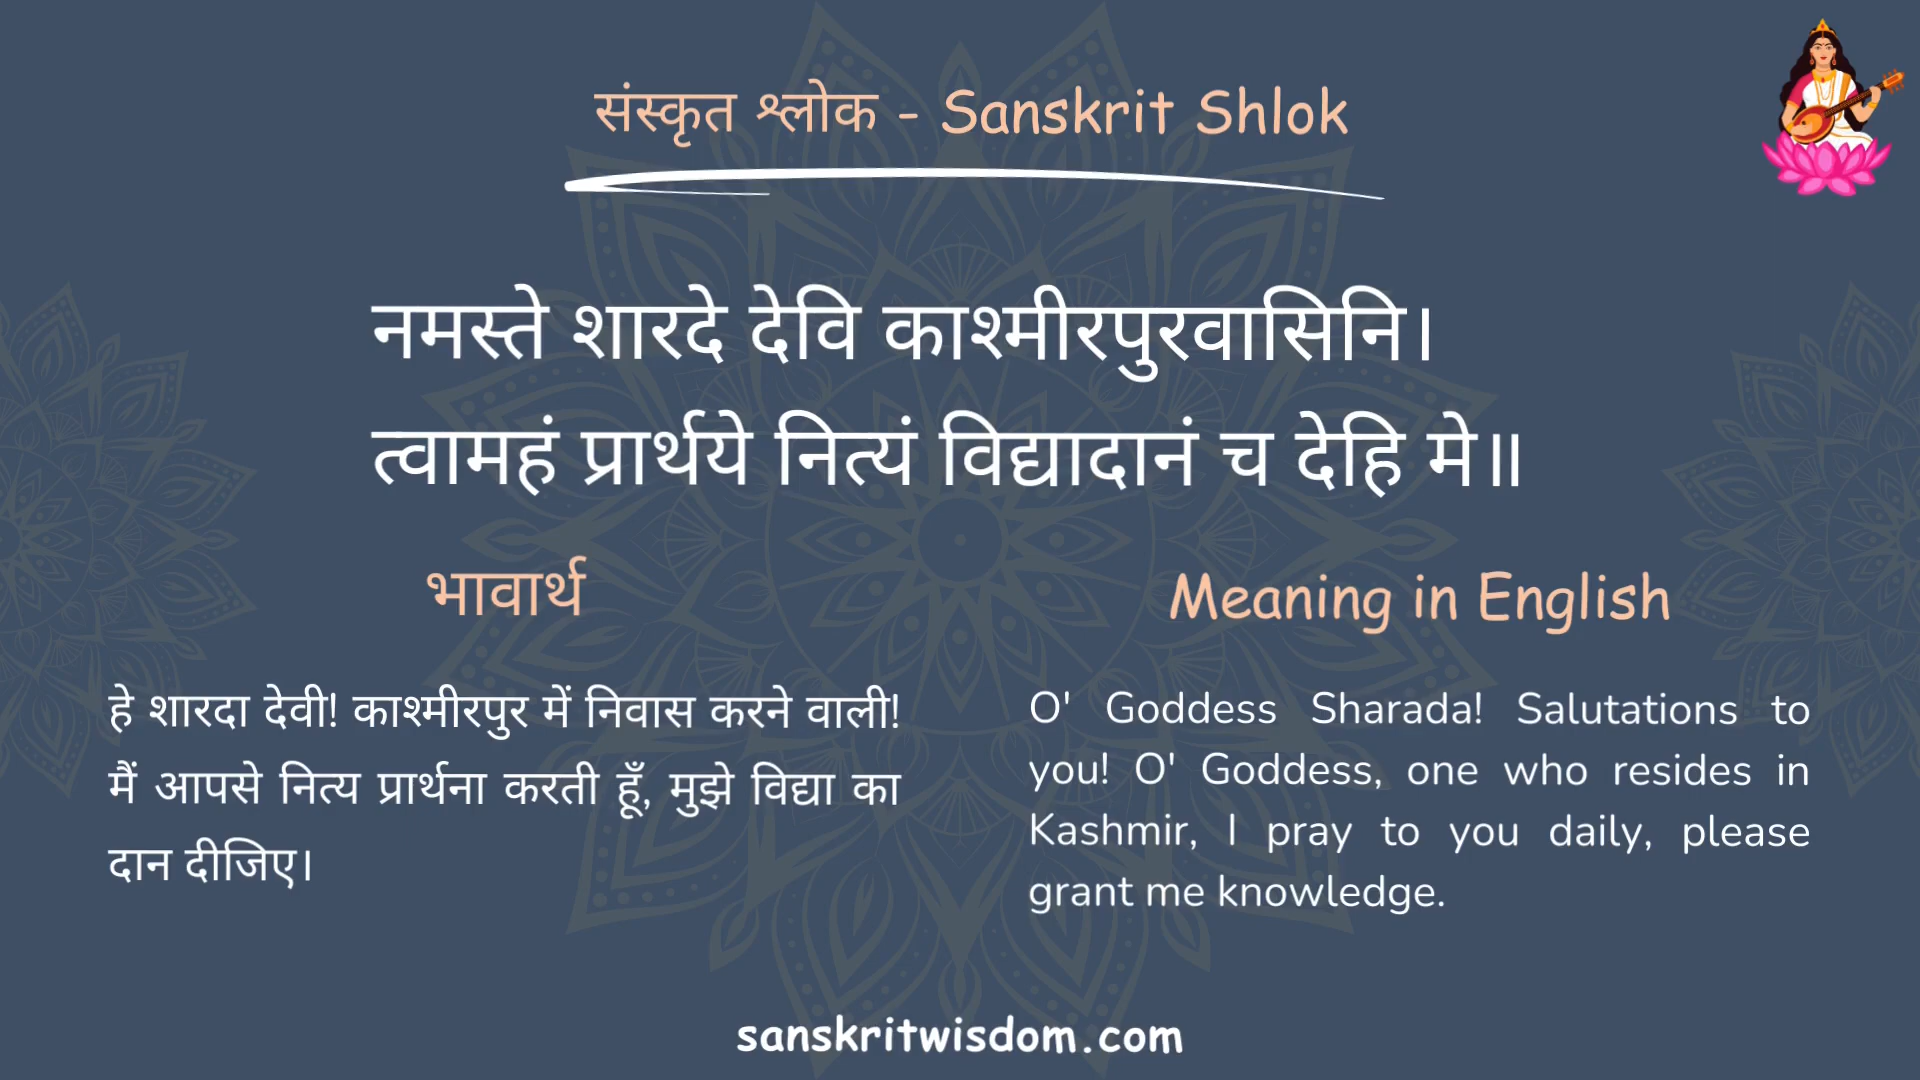 संस्कृत श्लोक - Sanskrit Shlok
नमस्ते शारदे देवि काश्मीरपुरवासिनि।
त्वामहं प्रार्थये नित्यं विद्यादानं च देहि मे॥
भावार्थ
हे शारदा देवी! काश्मीरपुर में निवास करने वाली!
मैं आपसे नित्य प्रार्थना करती हूँ, मुझे विद्या का
दान दीजिए।
Meaning in English
O' Goddess Sharada! Salutations to
you! O' Goddess, one who resides in
Kashmir, I pray to you daily, please
grant me knowledge.
sanskritwisdom.com